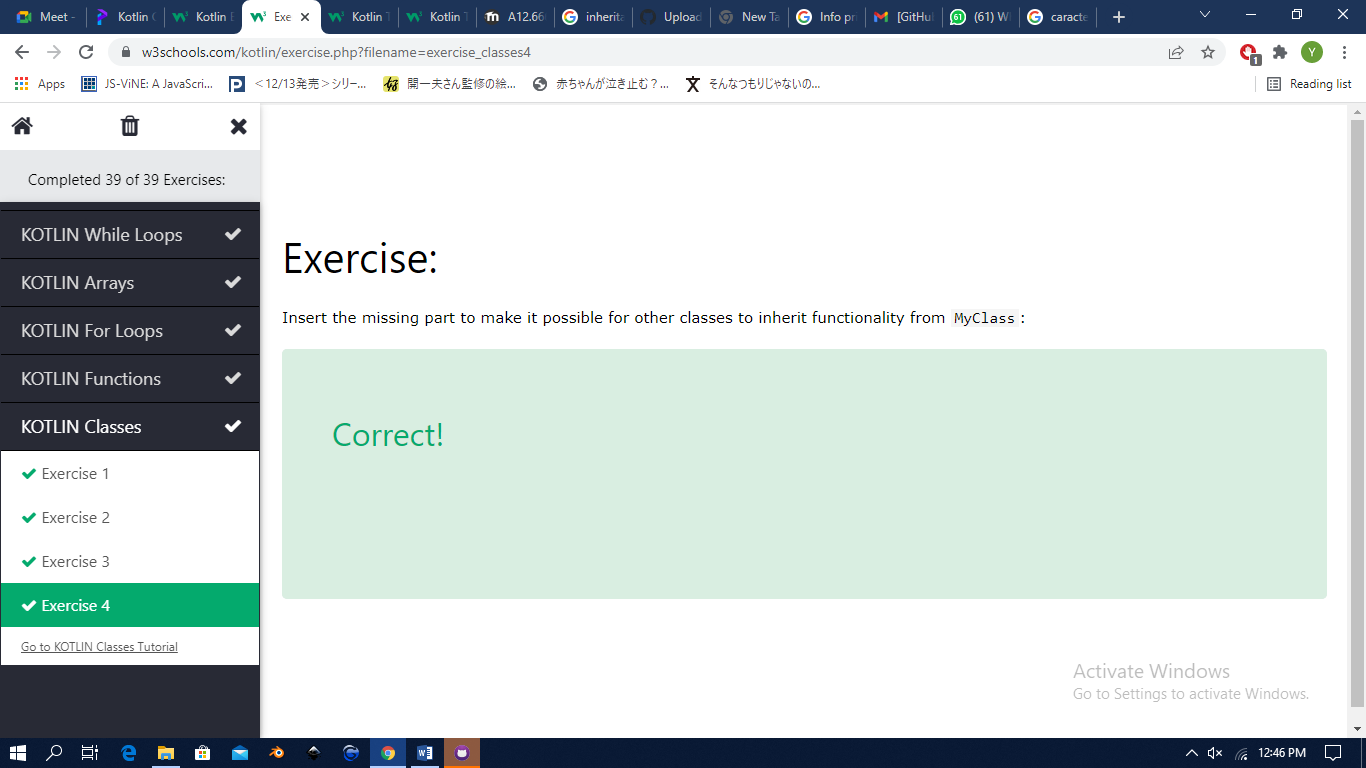 Meet -
Kotlin
Kotlin E
Exe
Kotlin T
Kotlin T
A12.66
inherita
Upload
New Ta
Info pr
[GitHu
(61) W
caracte
w3schools.com/kotlin/exercise.php?filename=exercise_classes4
Apps
JS-ViNE: A JavaScri...
＜12/13発売＞シリー...
開一夫さん監修の絵...
赤ちゃんが泣き止む？...
そんなつもりじゃないの...
Reading list
Completed 39 of 39 Exercises:
KOTLIN While Loops
KOTLIN Arrays
KOTLIN For Loops
KOTLIN Functions
KOTLIN Classes
Exercise 1
Exercise 2
Exercise 3
Exercise 4
Go to KOTLIN Classes Tutorial
Exercise:
Insert the missing part to make it possible for other classes to inherit functionality from MyClass:
Correct!
Activate Windows
Go to Settings to activate Windows.
12:46 PM